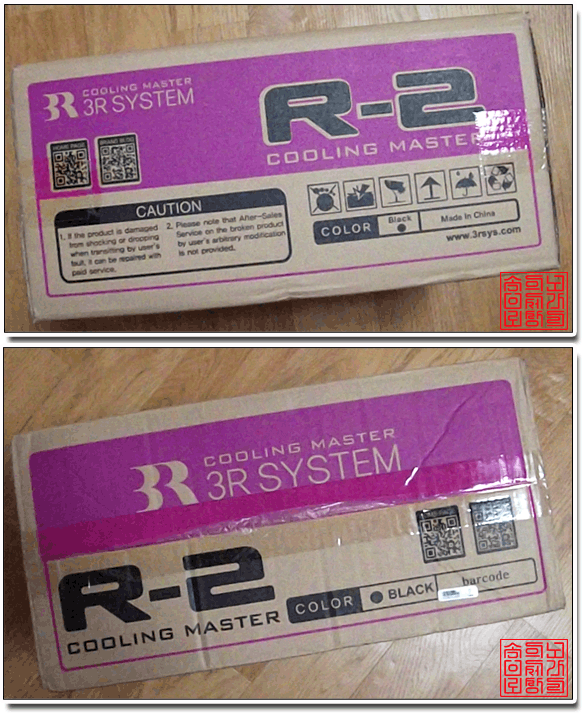 COOLING MASTER
3R SYSTEM
R-2
COOLING MASTER
HOME PAGE
CAUTION
1. If the product is damaged
from shocking or dropping
when transiting by user's
fault, it can be repaired with
paid service.
2. Please note that After-Sales
Service on the broken product
by user's arbitrary modification
is not provided.
COLOR
Black
Made In China
www.3rsys.com
COOLING MASTER
3R SYSTEM
R-2
COOLING MASTER
COLOR
BLACK
barcode